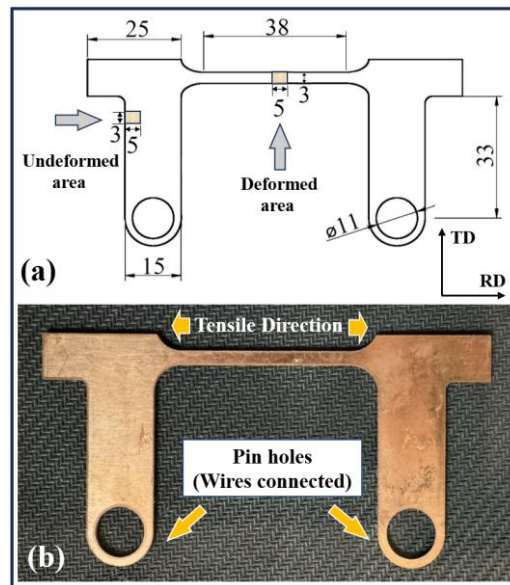 25
38
3
5
3
5
Undeformed
area
Deformed
area
33
ø11
15
TD
RD
(a)
Tensile Direction
Pin holes
(Wires connected)
(b)